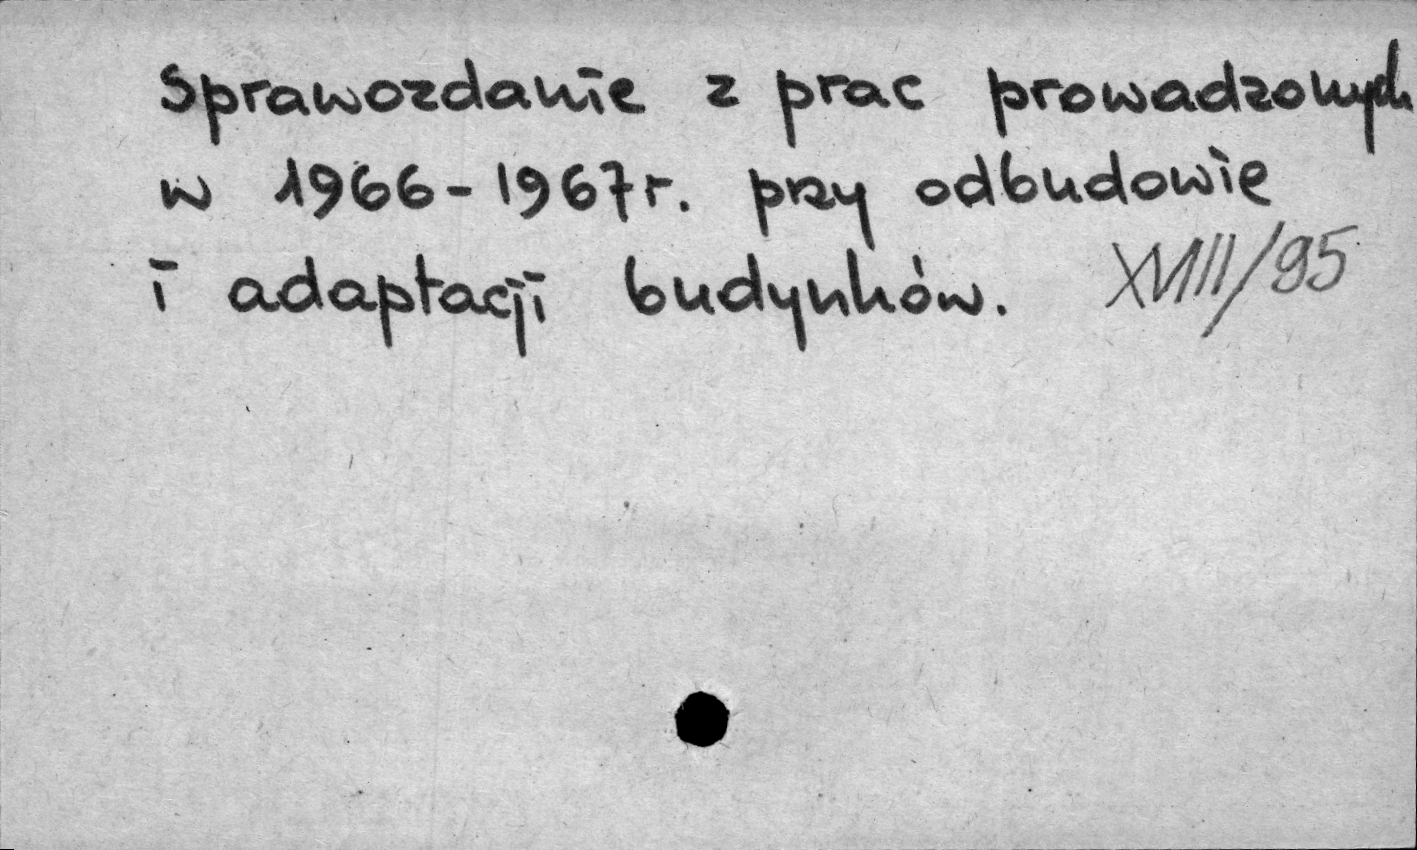 Sprawozdanie z prac prowadzonych
w 1966-1967r. przy odbudowie
i adaptacji budynków. XVIII/95